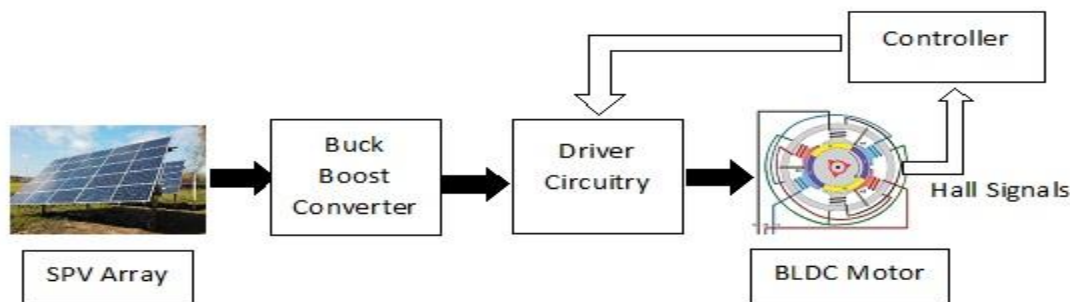 Controller
Buck
Boost
Converter
Driver
Circuitry
Hall Signals
SPV Array
BLDC Motor